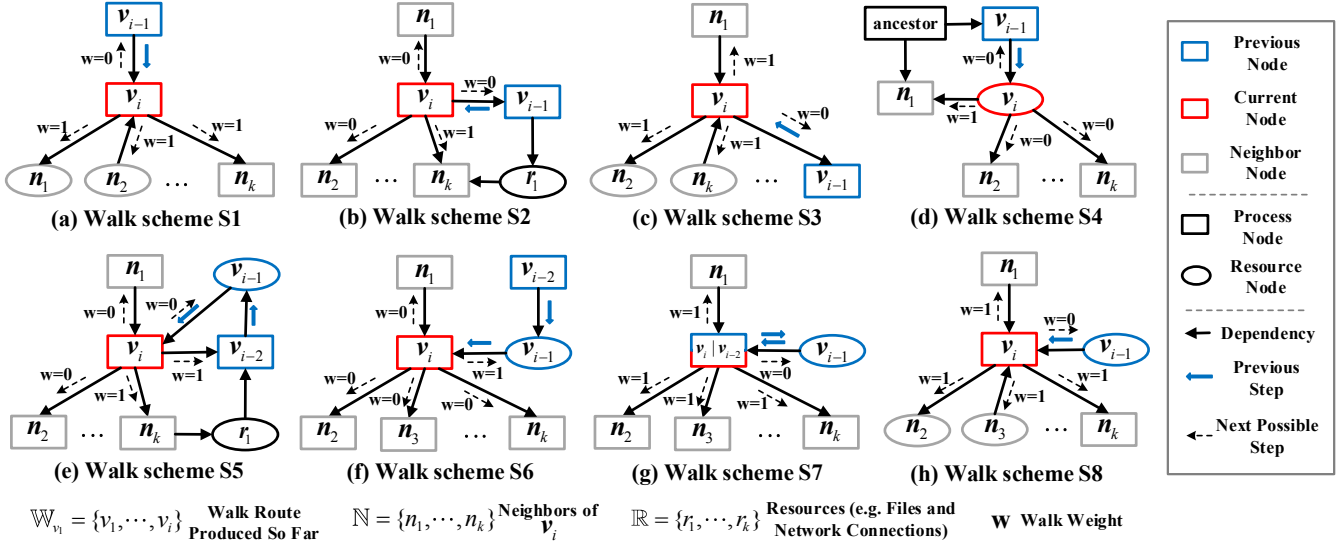 v_{i-1}
w=0
v_i
w=1 w=1 w=1
n_1 n_2 … n_k
(a) Walk scheme S1
n_1
w=0
w=0
v_i v_{i-1}
w=0 w=1
n_2 … n_k r_1
(b) Walk scheme S2
n_1
w=1
v_i
w=1 w=1 w=0
n_2 n_k … v_{i-1}
(c) Walk scheme S3
ancestor v_{i-1}
w=0
n_1 v_i
w=1
w=0 w=0
n_2 … n_k
(d) Walk scheme S4
n_1 v_{i-1}
w=0 w=0
v_i v_{i-2}
w=1
w=0 w=1
n_2 … n_k r_1
(e) Walk scheme S5
n_1 v_{i-2}
w=0
v_i v_{i-1}
w=1
w=0 w=0 w=0
n_2 n_3 … n_k
(f) Walk scheme S6
n_1
w=1
v_i | v_{i-2} v_{i-1}
w=0
w=1 w=1 w=1
n_2 n_3 … n_k
(g) Walk scheme S7
n_1
w=1 w=0
v_i v_{i-1}
w=1 w=1 w=1
n_2 n_3 … n_k
(h) Walk scheme S8
Previous
Node
Current
Node
Neighbor
Node
Process
Node
Resource
Node
Dependency
Previous
Step
Next Possible
Step
𝕎_{v_1} = {v_1, ⋯, v_i} Walk Route
Produced So Far
ℕ = {n_1, ⋯, n_k} Neighbors of
v_i
ℝ = {r_1, ⋯, r_k} Resources (e.g. Files and
Network Connections)
w Walk Weight